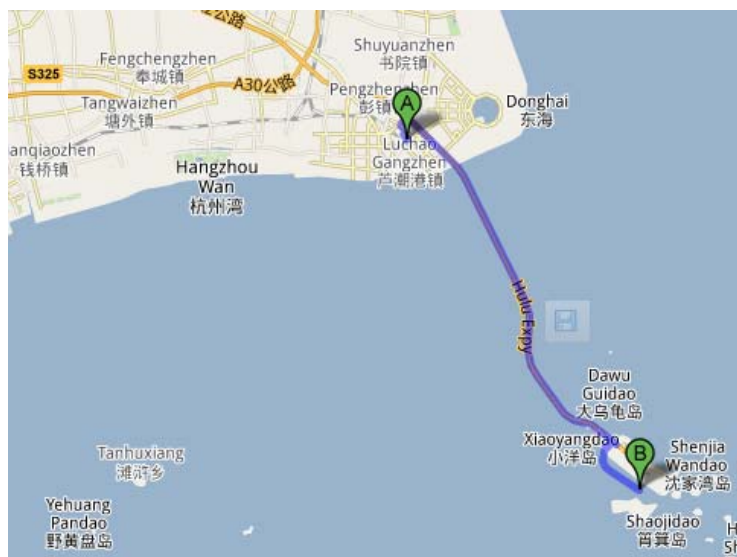 公路
Shuyuanzhen
书院镇
Fengchengzhen
奉城镇
S325
A30公路
Pengzhenzhen
彭镇
Tangwaizhen
塘外镇
Donghai
东海
A
Luchao
Gangzhen
芦潮港镇
anqiaozhen
钱桥镇
Hangzhou
Wan
杭州湾
Hulu Expy
Dawu
Guidao
大乌龟岛
Xiaoyangdao
小洋岛
B
Shenjia
Wandao
沈家湾岛
Tanhuxiang
滩浒乡
Yehuang
Pandao
野黄盘岛
Shaojidao
筲箕岛
H